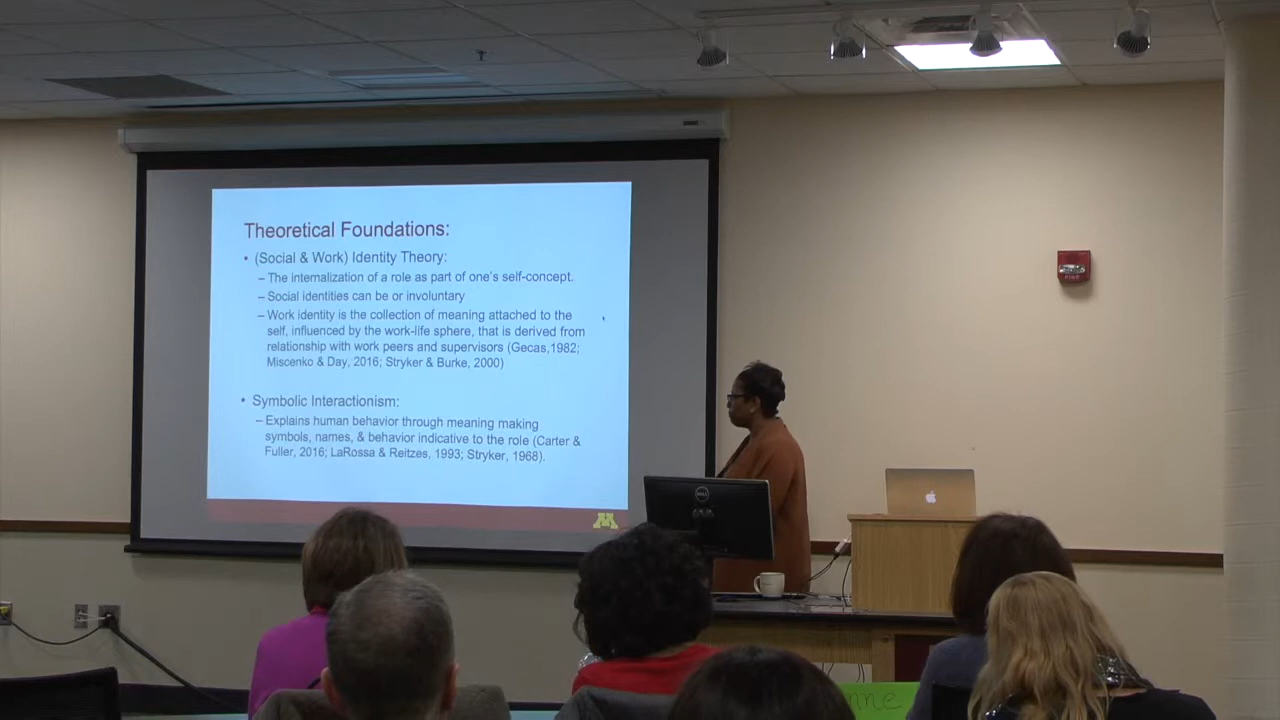 Theoretical Foundations:
• (Social & Work) Identity Theory:
– The internalization of a role as part of one's self-concept.
– Social identities can be or involuntary
– Work identity is the collection of meaning attached to the
self, influenced by the work-life sphere, that is derived from
relationship with work peers and supervisors (Gecas,1982;
Miscenko & Day, 2016; Stryker & Burke, 2000)
• Symbolic Interactionism:
– Explains human behavior through meaning making
symbols, names, & behavior indicative to the role (Carter &
Fuller, 2016; LaRossa & Reitzes, 1993; Stryker, 1968).
M
FIRE
DELL